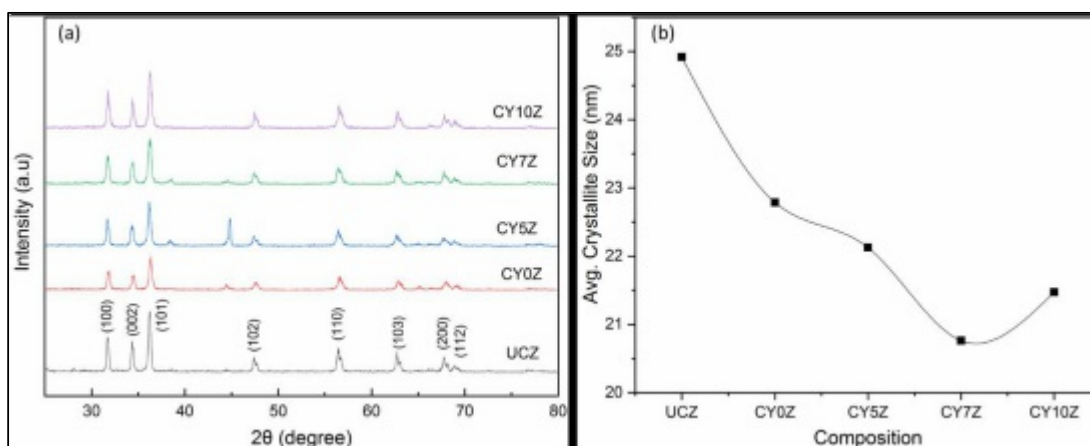 (a)
CY10Z
CY7Z
CY5Z
CY0Z
UCZ
(100)
(002)
(101)
(102)
(110)
(103)
(200)
(112)
Intensity (a.u)
30 40 50 60 70 80
2θ (degree)
(b)
Avg. Crystallite Size (nm)
25
24
23
22
21
20
UCZ CY0Z CY5Z CY7Z CY10Z
Composition